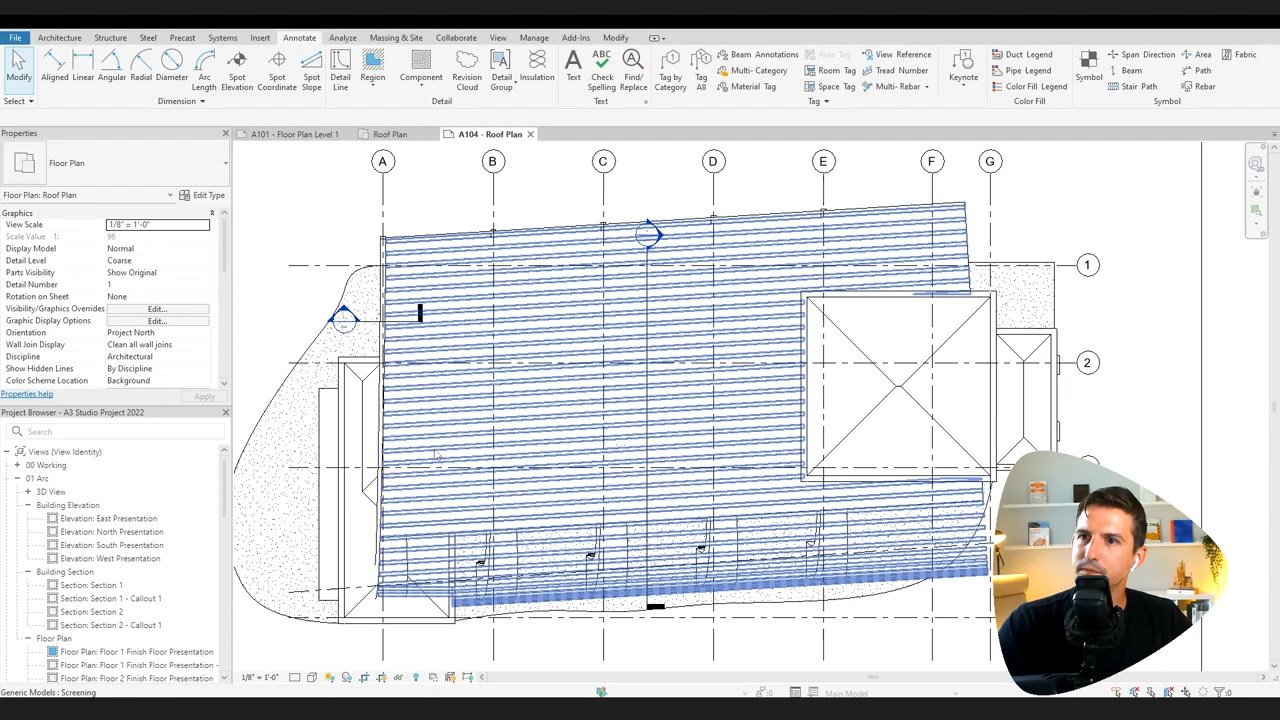 File Architecture Structure Steel Precast Systems Insert Annotate Analyze Massing & Site Collaborate View Manage Add-Ins Modify
Modify Aligned Linear Angular Radial Diameter Arc Length Spot Elevation Spot Coordinate Spot Slope Detail Line Region Component Revision Cloud Detail Group Insulation Text ABC Check Spelling Find/ Replace Tag by Category Tag All Beam Annotations Multi- Category Material Tag Area Tag Room Tag Space Tag View Reference Tread Number Multi- Rebar Keynote Duct Legend Pipe Legend Color Fill Legend Symbol Span Direction Beam Stair Path Area Path Rebar Fabric
Select Dimension Detail Text Tag Color Fill Symbol
Properties A101 - Floor Plan Level 1 Roof Plan A104 - Roof Plan
Floor Plan
Floor Plan: Roof Plan Edit Type
Graphics
View Scale 1/8" = 1'-0"
Scale Value 1: 96
Display Model Normal
Detail Level Coarse
Parts Visibility Show Original
Detail Number 1
Rotation on Sheet None
Visibility/Graphics Overrides Edit...
Graphic Display Options Edit...
Orientation Project North
Wall Join Display Clean all wall joins
Discipline Architectural
Show Hidden Lines By Discipline
Color Scheme Location Background
Properties help Apply
Project Browser - A3 Studio Project 2022
Search
Views (View Identity)
00 Working
01 Arc
3D View
Building Elevation
Elevation: East Presentation
Elevation: North Presentation
Elevation: South Presentation
Elevation: West Presentation
Building Section
Section: Section 1
Section: Section 1 - Callout 1
Section: Section 2
Section: Section 2 - Callout 1
Floor Plan
Floor Plan: Floor 1 Finish Floor Presentation
Floor Plan: Floor 1 Finish Floor Presentation -
Floor Plan: Floor 2 Finish Floor Presentation
A B C D E F G
1
2
1/8" = 1'-0"
Generic Models : Screening :0 Main Model :0